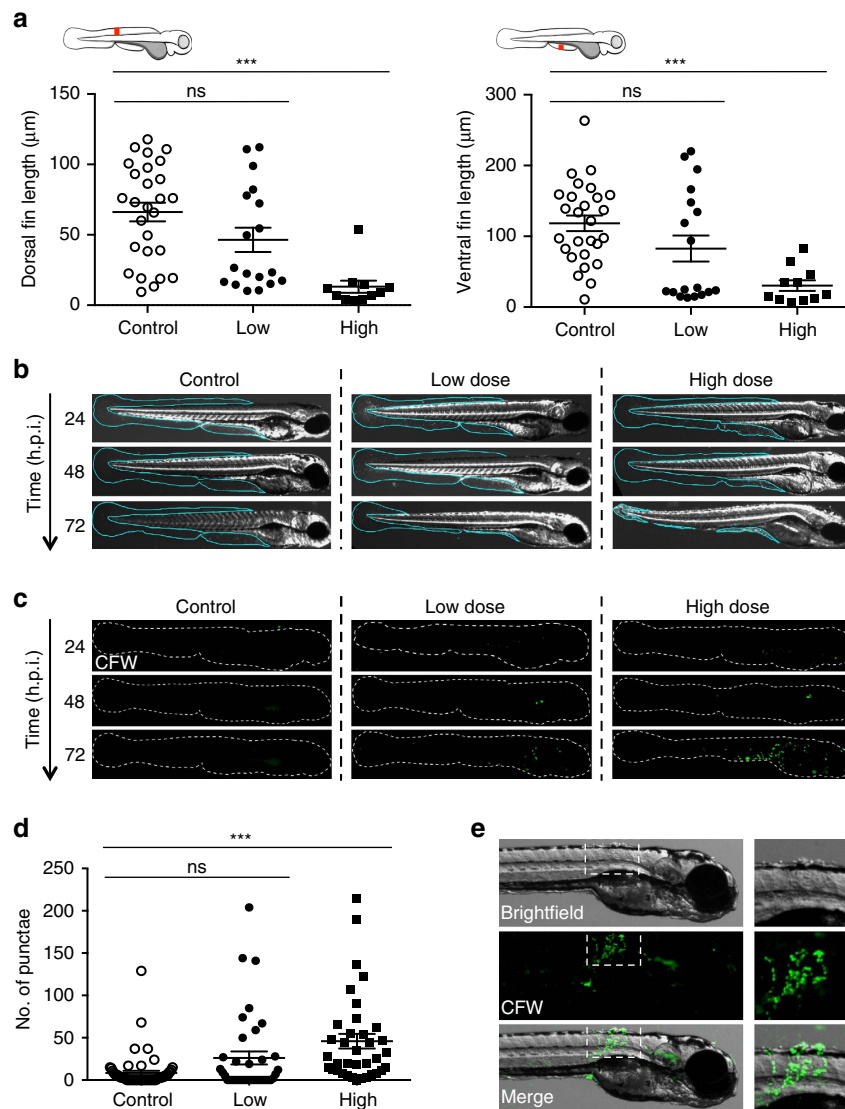 a
***
ns
Dorsal fin length (μm)
150
100
50
0
Control Low High
***
ns
Ventral fin length (μm)
300
200
100
0
Control Low High
b
Control Low dose High dose
Time (h.p.i.)
24
48
72
c
Control Low dose High dose
Time (h.p.i.)
24
CFW
48
72
d
***
ns
No. of punctae
250
200
150
100
50
0
Control Low High
e
Brightfield
CFW
Merge